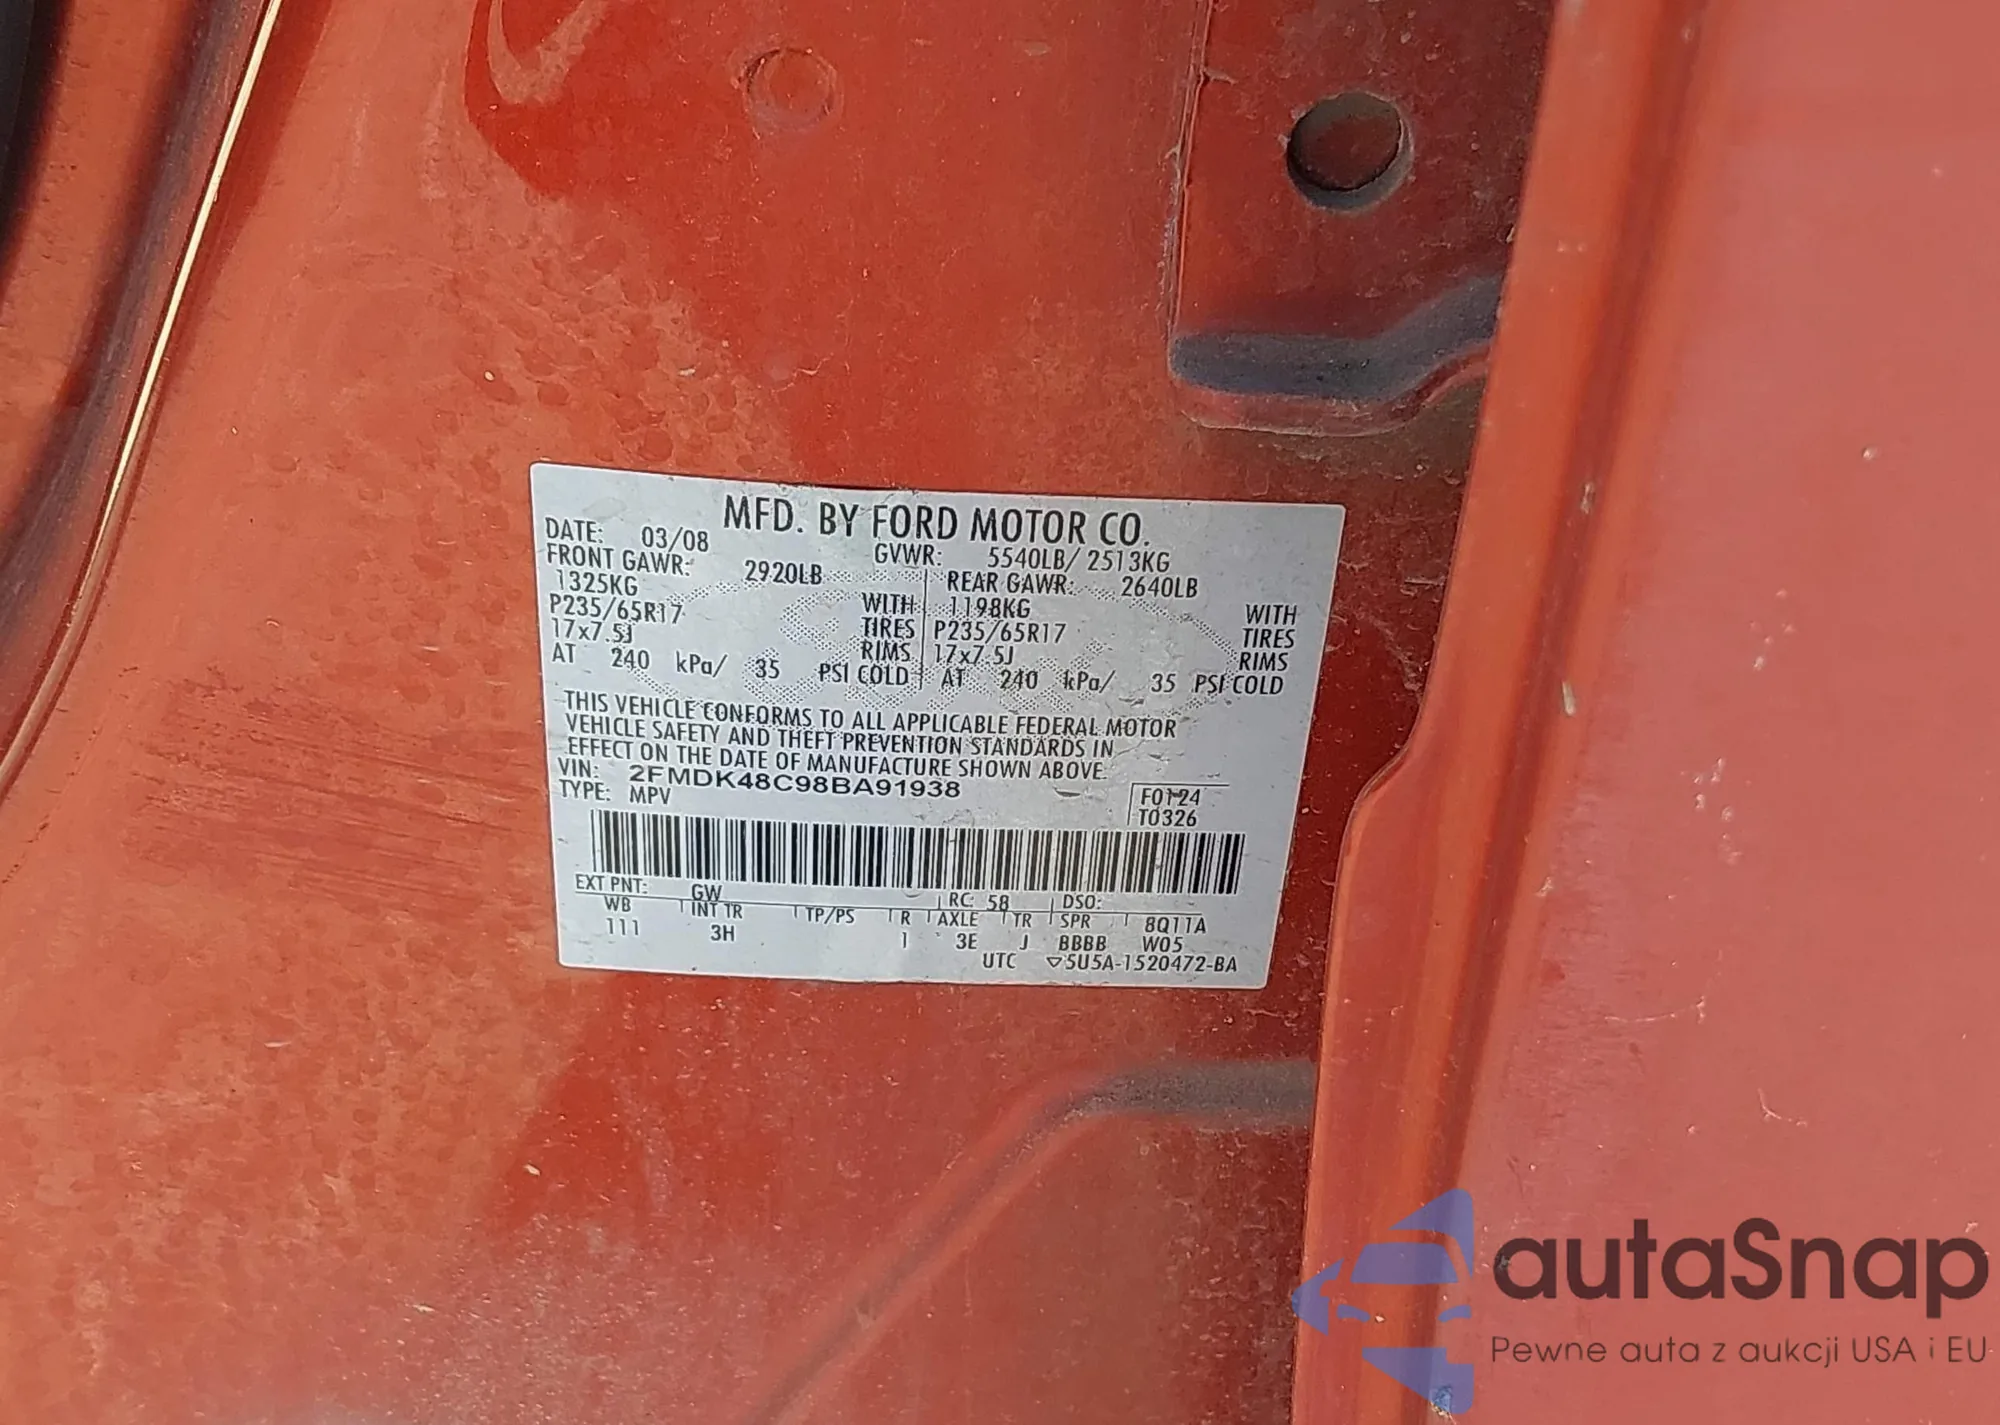 MFD. BY FORD MOTOR CO.
DATE: 03/08 GVWR: 5540LB/ 2513KG
FRONT GAWR: 2920LB REAR GAWR: 2640LB
1325KG WITH 1198KG WITH
P235/65R17 TIRES P235/65R17 TIRES
17x7.5J RIMS 17x7.5J RIMS
AT 240 kPa/ 35 PSI COLD AT 240 kPa/ 35 PSI COLD
THIS VEHICLE CONFORMS TO ALL APPLICABLE FEDERAL MOTOR
VEHICLE SAFETY AND THEFT PREVENTION STANDARDS IN
EFFECT ON THE DATE OF MANUFACTURE SHOWN ABOVE.
VIN: 2FMDK48C98BA91938
TYPE: MPV F0124
T0326
EXT PNT: GW RC: 58 DSO:
WB INT TR TP/PS R AXLE TR SPR 8Q11A
111 3H 1 3E J BBBB W05
UTC ▽5U5A-1520472-BA
autaSnap
Pewne auta z aukcji USA i EU